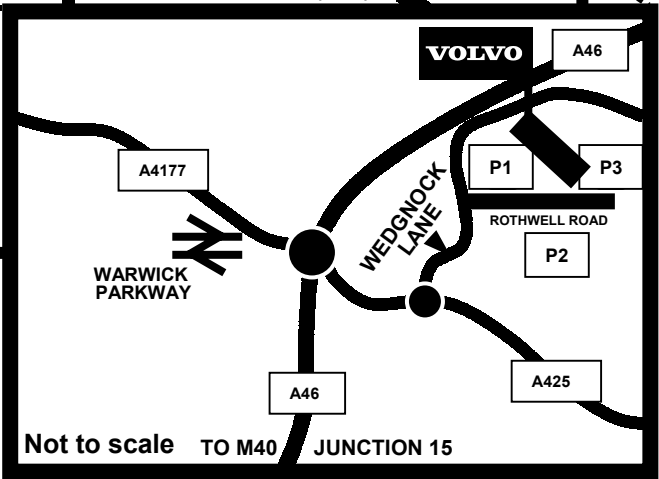 VOLVO
A46
A4177
P1
P3
WEDGNOCK
LANE
ROTHWELL ROAD
P2
WARWICK
PARKWAY
A46
A425
Not to scale
TO M40
JUNCTION 15